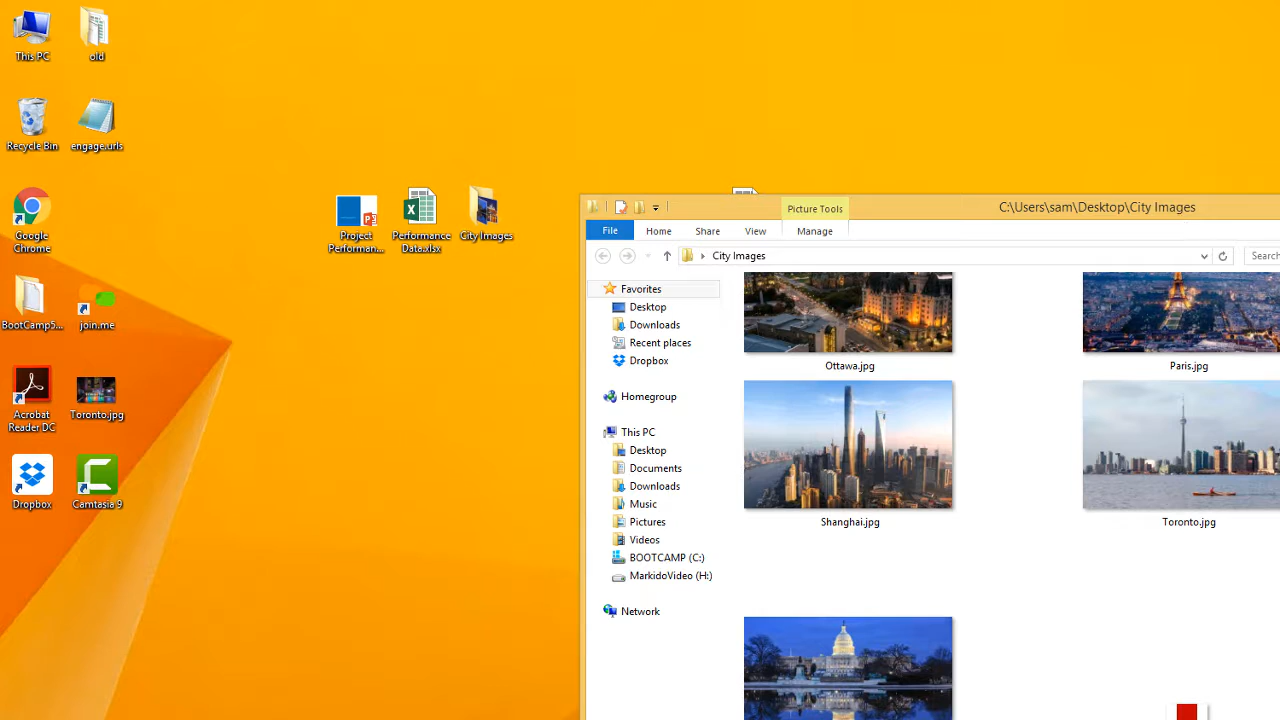 This PC
old
Recycle Bin
engage.urls
Google
Chrome
BootCamp5...
join.me
Acrobat
Reader DC
Toronto.jpg
Dropbox
Camtasia 9
Project
Performan...
Performance
Data.xlsx
City Images
Picture Tools
C:\Users\sam\Desktop\City Images
File
Home
Share
View
Manage
City Images
Search
Favorites
Desktop
Downloads
Recent places
Dropbox
Homegroup
This PC
Desktop
Documents
Downloads
Music
Pictures
Videos
BOOTCAMP (C:)
MarkidoVideo (H:)
Network
Ottawa.jpg
Paris.jpg
Shanghai.jpg
Toronto.jpg